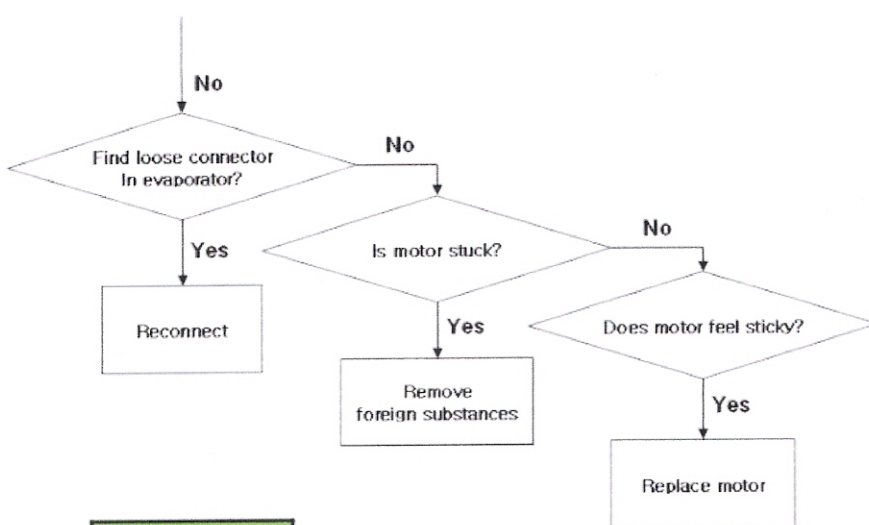 No
Find loose connector
In evaporator?
No
Yes
Reconnect
Is motor stuck?
No
Yes
Remove
foreign substances
Does motor feel sticky?
Yes
Replace motor